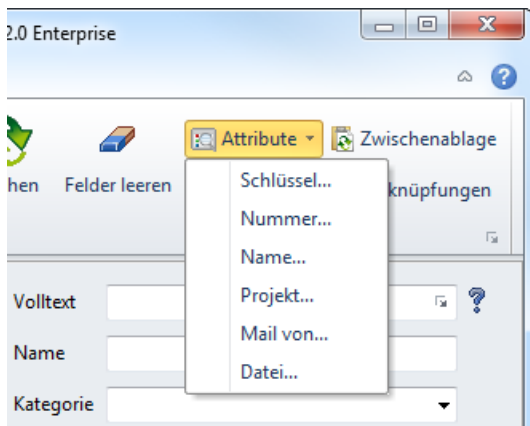 2.0 Enterprise
Attribute
Zwischenablage
hen
Felder leeren
knüpfungen
Schlüssel...
Nummer...
Name...
Projekt...
Mail von...
Datei...
Volltext
Name
Kategorie